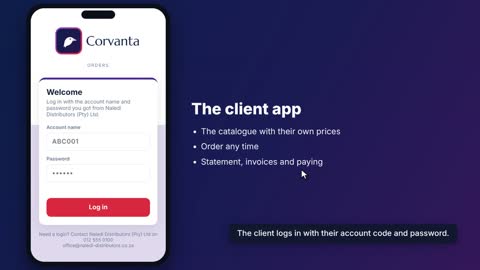 Corvanta
ORDERS
Welcome
Log in with the account name and
password you got from Naledi
Distributors (Pty) Ltd
Account name
ABC001
Password
••••••
Log in
Need a login? Contact Naledi Distributors (Pty) Ltd on
012 555 0100
office@naledi-distributors.co.za
The client app
• The catalogue with their own prices
• Order any time
• Statement, invoices and paying
The client logs in with their account code and password.